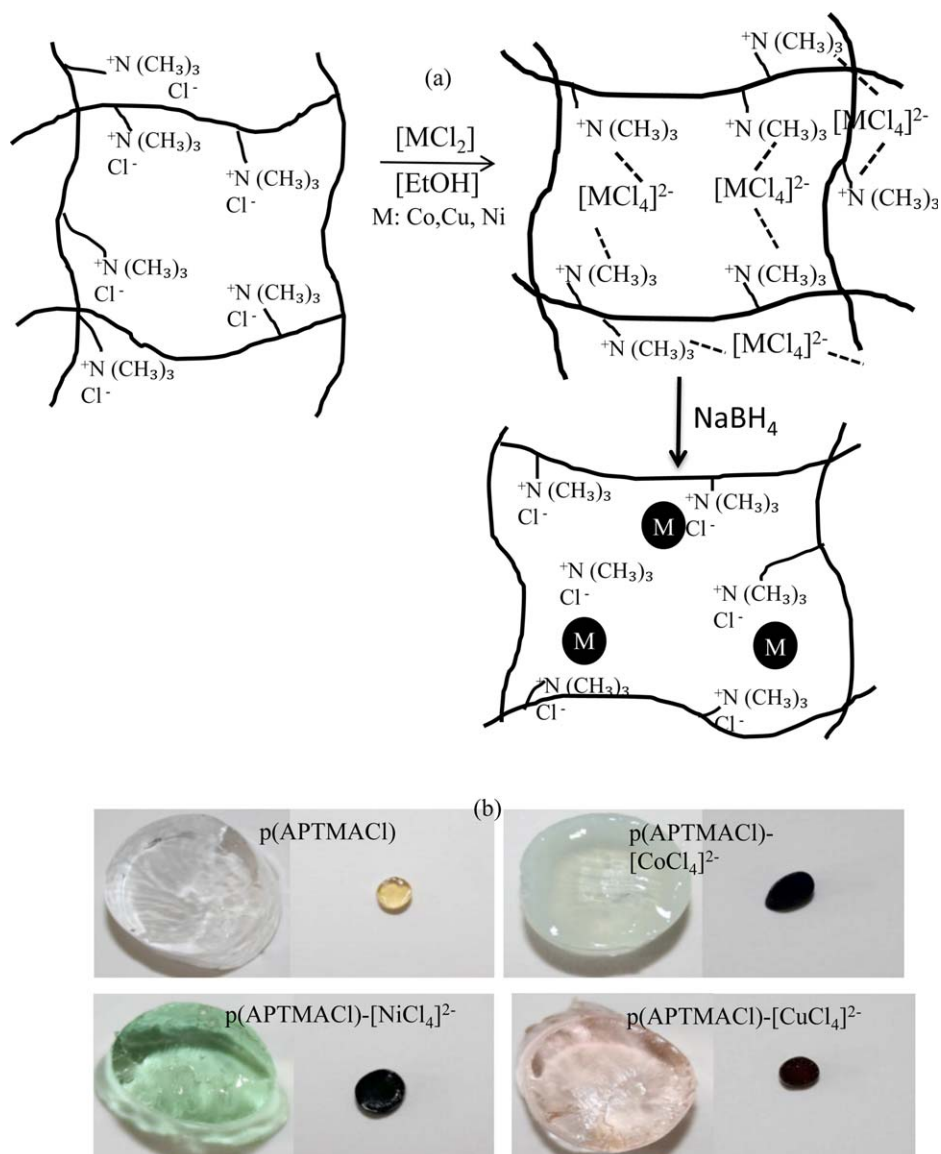 (a)
⁺N (CH₃)₃
Cl⁻
⁺N (CH₃)₃
Cl⁻
⁺N (CH₃)₃
Cl⁻
⁺N (CH₃)₃
Cl⁻
⁺N (CH₃)₃
Cl⁻
⁺N (CH₃)₃
Cl⁻
[MCl₂]
[EtOH]
M: Co,Cu, Ni
⁺N (CH₃)₃
⁺N (CH₃)₃
⁺N (CH₃)₃
[MCl₄]²⁻
[MCl₄]²⁻
[MCl₄]²⁻
⁺N (CH₃)₃
⁺N (CH₃)₃
⁺N (CH₃)₃
⁺N (CH₃)₃
[MCl₄]²⁻
NaBH₄
⁺N (CH₃)₃
Cl⁻
⁺N (CH₃)₃
Cl⁻
M
⁺N (CH₃)₃
Cl⁻
⁺N (CH₃)₃
Cl⁻
M
M
⁺N (CH₃)₃
Cl⁻
⁺N (CH₃)₃
Cl⁻
(b)
p(APTMACl)
p(APTMACl)-
[CoCl₄]²⁻
p(APTMACl)-[NiCl₄]²⁻
p(APTMACl)-[CuCl₄]²⁻